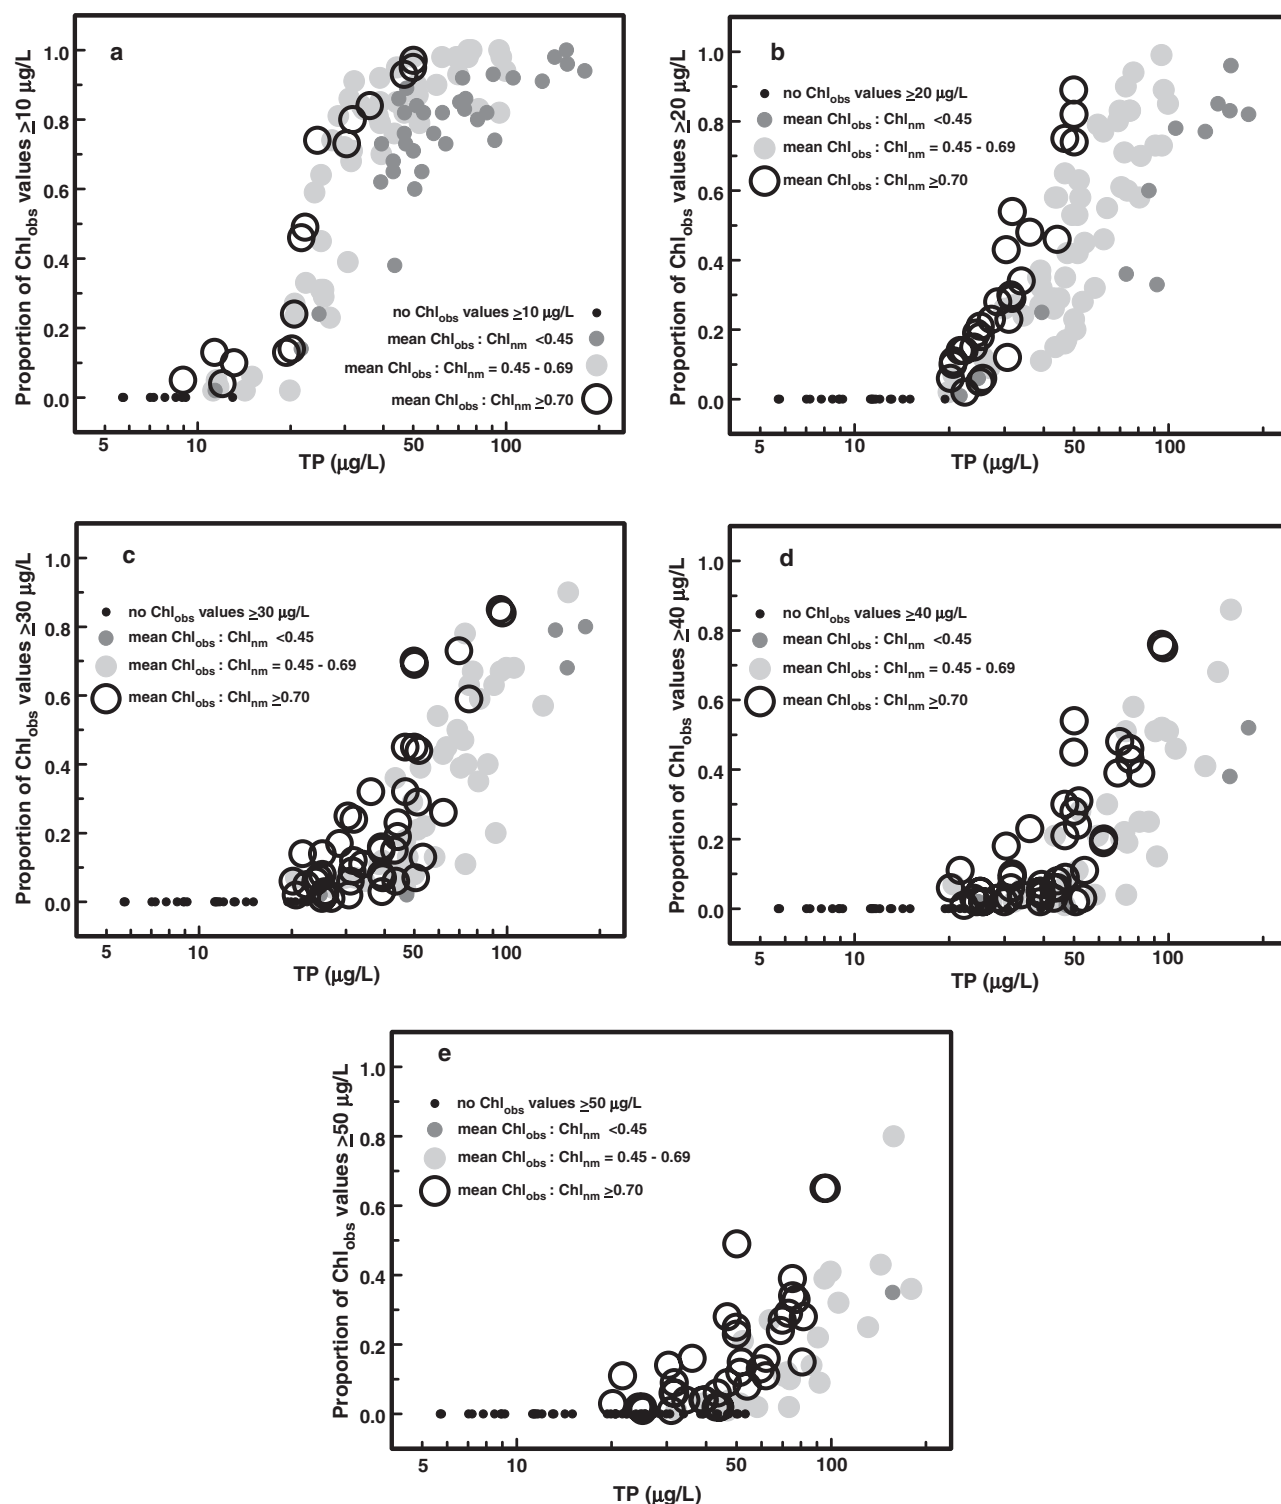 a
Proportion of Chlobs values ≥10 µg/L
1.0
0.8
0.6
0.4
0.2
0.0
no Chlobs values ≥10 µg/L
mean Chlobs : Chlnm <0.45
mean Chlobs : Chlnm = 0.45 - 0.69
mean Chlobs : Chlnm ≥0.70
5 10 50 100
TP (µg/L)
b
Proportion of Chlobs values ≥20 µg/L
1.0
0.8
0.6
0.4
0.2
0.0
no Chlobs values ≥20 µg/L
mean Chlobs : Chlnm <0.45
mean Chlobs : Chlnm = 0.45 - 0.69
mean Chlobs : Chlnm ≥0.70
5 10 50 100
TP (µg/L)
c
Proportion of Chlobs values ≥30 µg/L
1.0
0.8
0.6
0.4
0.2
0.0
no Chlobs values ≥30 µg/L
mean Chlobs : Chlnm <0.45
mean Chlobs : Chlnm = 0.45 - 0.69
mean Chlobs : Chlnm ≥0.70
5 10 50 100
TP (µg/L)
d
Proportion of Chlobs values ≥40 µg/L
1.0
0.8
0.6
0.4
0.2
0.0
no Chlobs values ≥40 µg/L
mean Chlobs : Chlnm <0.45
mean Chlobs : Chlnm = 0.45 - 0.69
mean Chlobs : Chlnm ≥0.70
5 10 50 100
TP (µg/L)
e
Proportion of Chlobs values ≥50 µg/L
1.0
0.8
0.6
0.4
0.2
0.0
no Chlobs values ≥50 µg/L
mean Chlobs : Chlnm <0.45
mean Chlobs : Chlnm = 0.45 - 0.69
mean Chlobs : Chlnm ≥0.70
5 10 50 100
TP (µg/L)